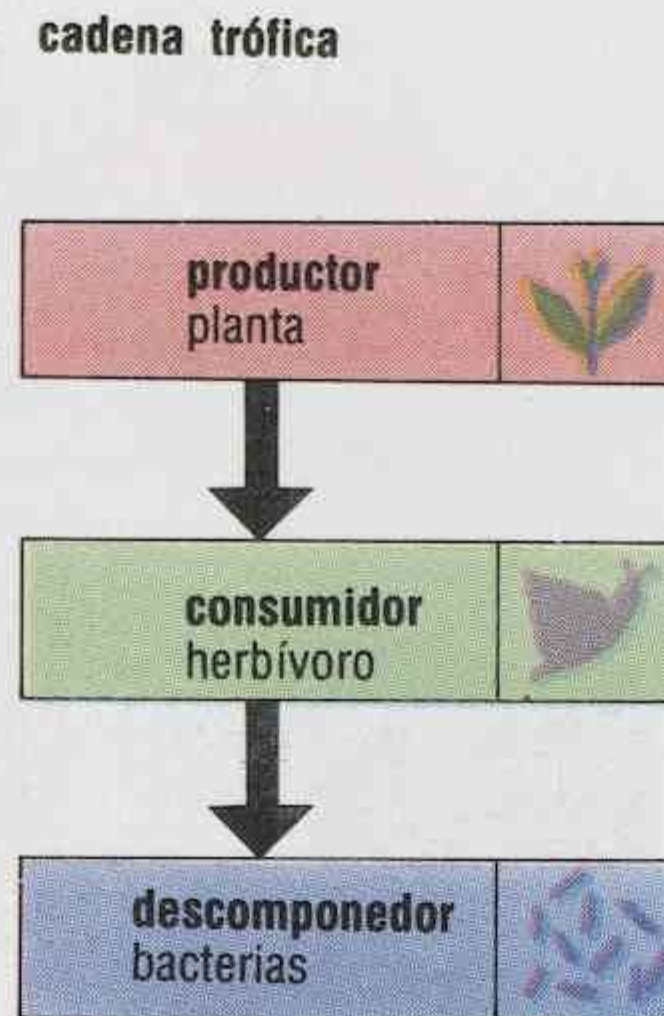 cadena trófica
productor
planta
consumidor
herbívoro
descomponedor
bacterias